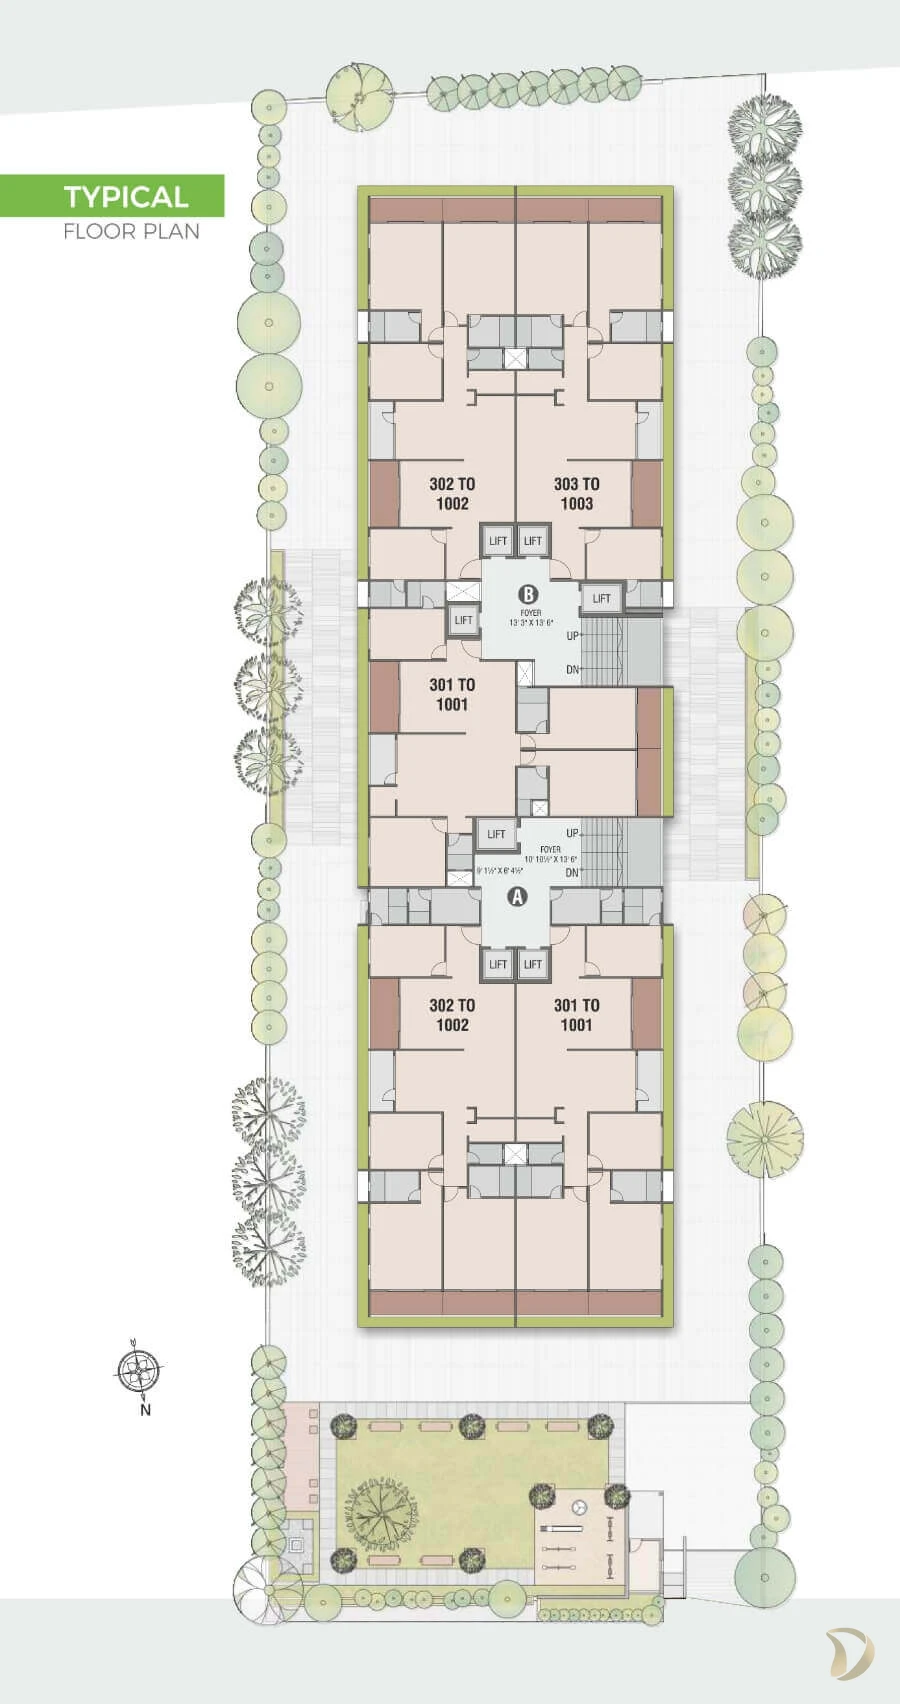 TYPICAL
FLOOR PLAN
302 TO
1002
303 TO
1003
LIFT
LIFT
B
FOYER
13' 3" X 13' 6"
LIFT
LIFT
UP
DN
301 TO
1001
LIFT
UP
FOYER
10' 10½" X 13' 6"
9' 1½" X 6' 4½"
DN
A
LIFT
LIFT
302 TO
1002
301 TO
1001
N